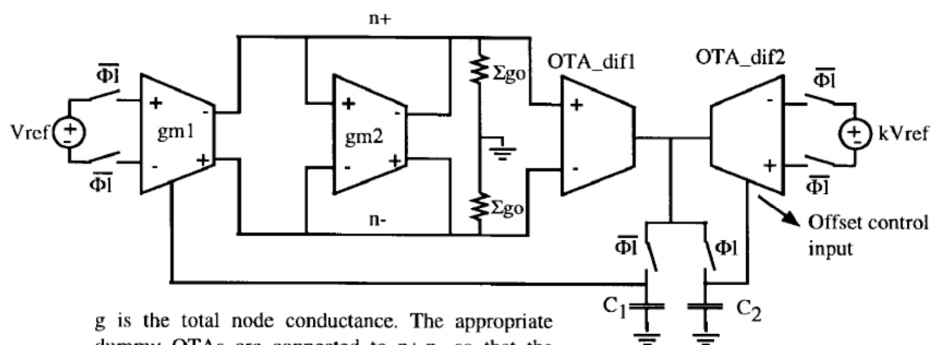 n+
OTA_dif1
OTA_dif2
Φ1
Φ1
Vref
+
-
+
-
gm1
-
+
+
-
gm2
-
+
Σgo
Σgo
+
-
-
+
+
-
kVref
Φ1
Φ1
n-
Offset control
input
Φ1
Φ1
C1
C2
g is the total node conductance. The appropriate